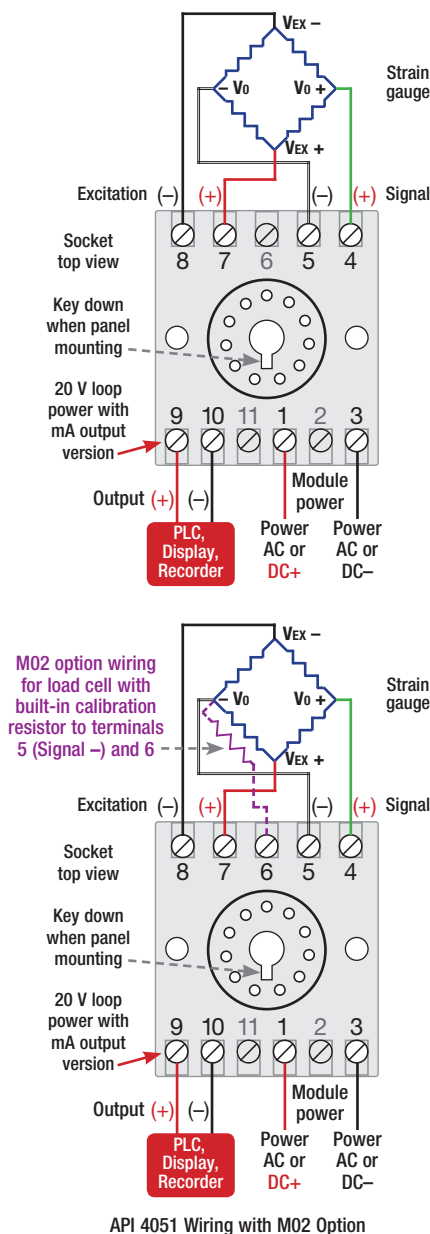 VEX –
– V0
V0 +
Strain
gauge
VEX +
Excitation (–) (+) (–) (+) Signal
Socket
top view
8 7 6 5 4
Key down
when panel
mounting
20 V loop
power with
mA output
version
9 10 11 1 2 3
Output (+) (–)
Module
power
PLC,
Display,
Recorder
Power
AC or
DC+
Power
AC or
DC–
VEX –
M02 option wiring
for load cell with
built-in calibration
resistor to terminals
5 (Signal –) and 6
– V0
V0 +
Strain
gauge
VEX +
Excitation (–) (+) (–) (+) Signal
Socket
top view
8 7 6 5 4
Key down
when panel
mounting
20 V loop
power with
mA output
version
9 10 11 1 2 3
Output (+) (–)
Module
power
PLC,
Display,
Recorder
Power
AC or
DC+
Power
AC or
DC–
API 4051 Wiring with M02 Option